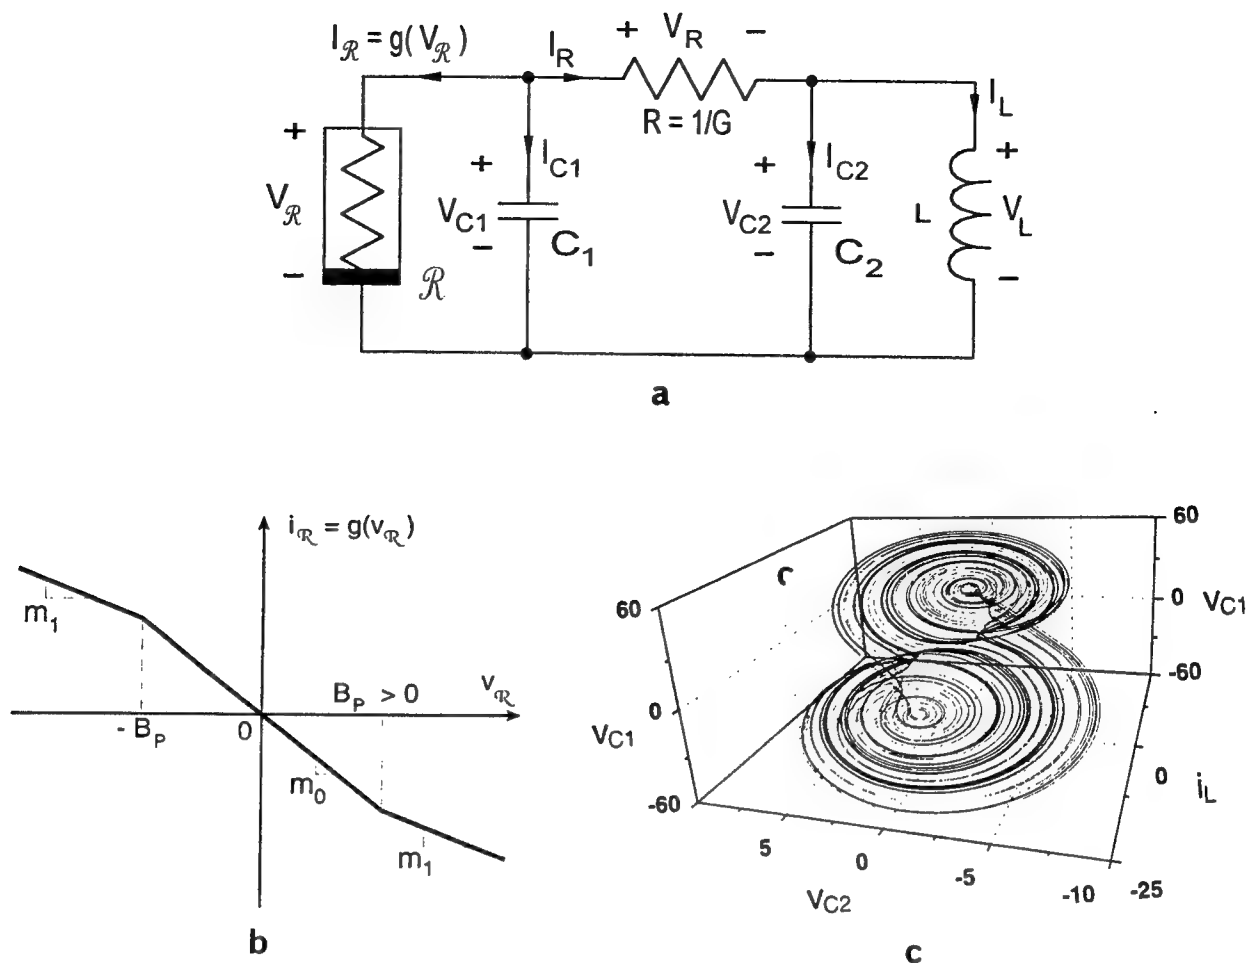 I_ℛ = g(V_ℛ)
I_R
+ V_R −
R = 1/G
I_L
+
V_ℛ
−
ℛ
I_C1
+
V_C1
−
C_1
I_C2
+
V_C2
−
C_2
L
+
V_L
−
a
i_ℛ = g(v_ℛ)
m_1
B_P > 0
v_ℛ
- B_P
0
m_0
m_1
b
c
60
0
-60
V_C1
60
0
-60
V_C1
5
0
-5
-10
V_C2
-25
0
i_L
c